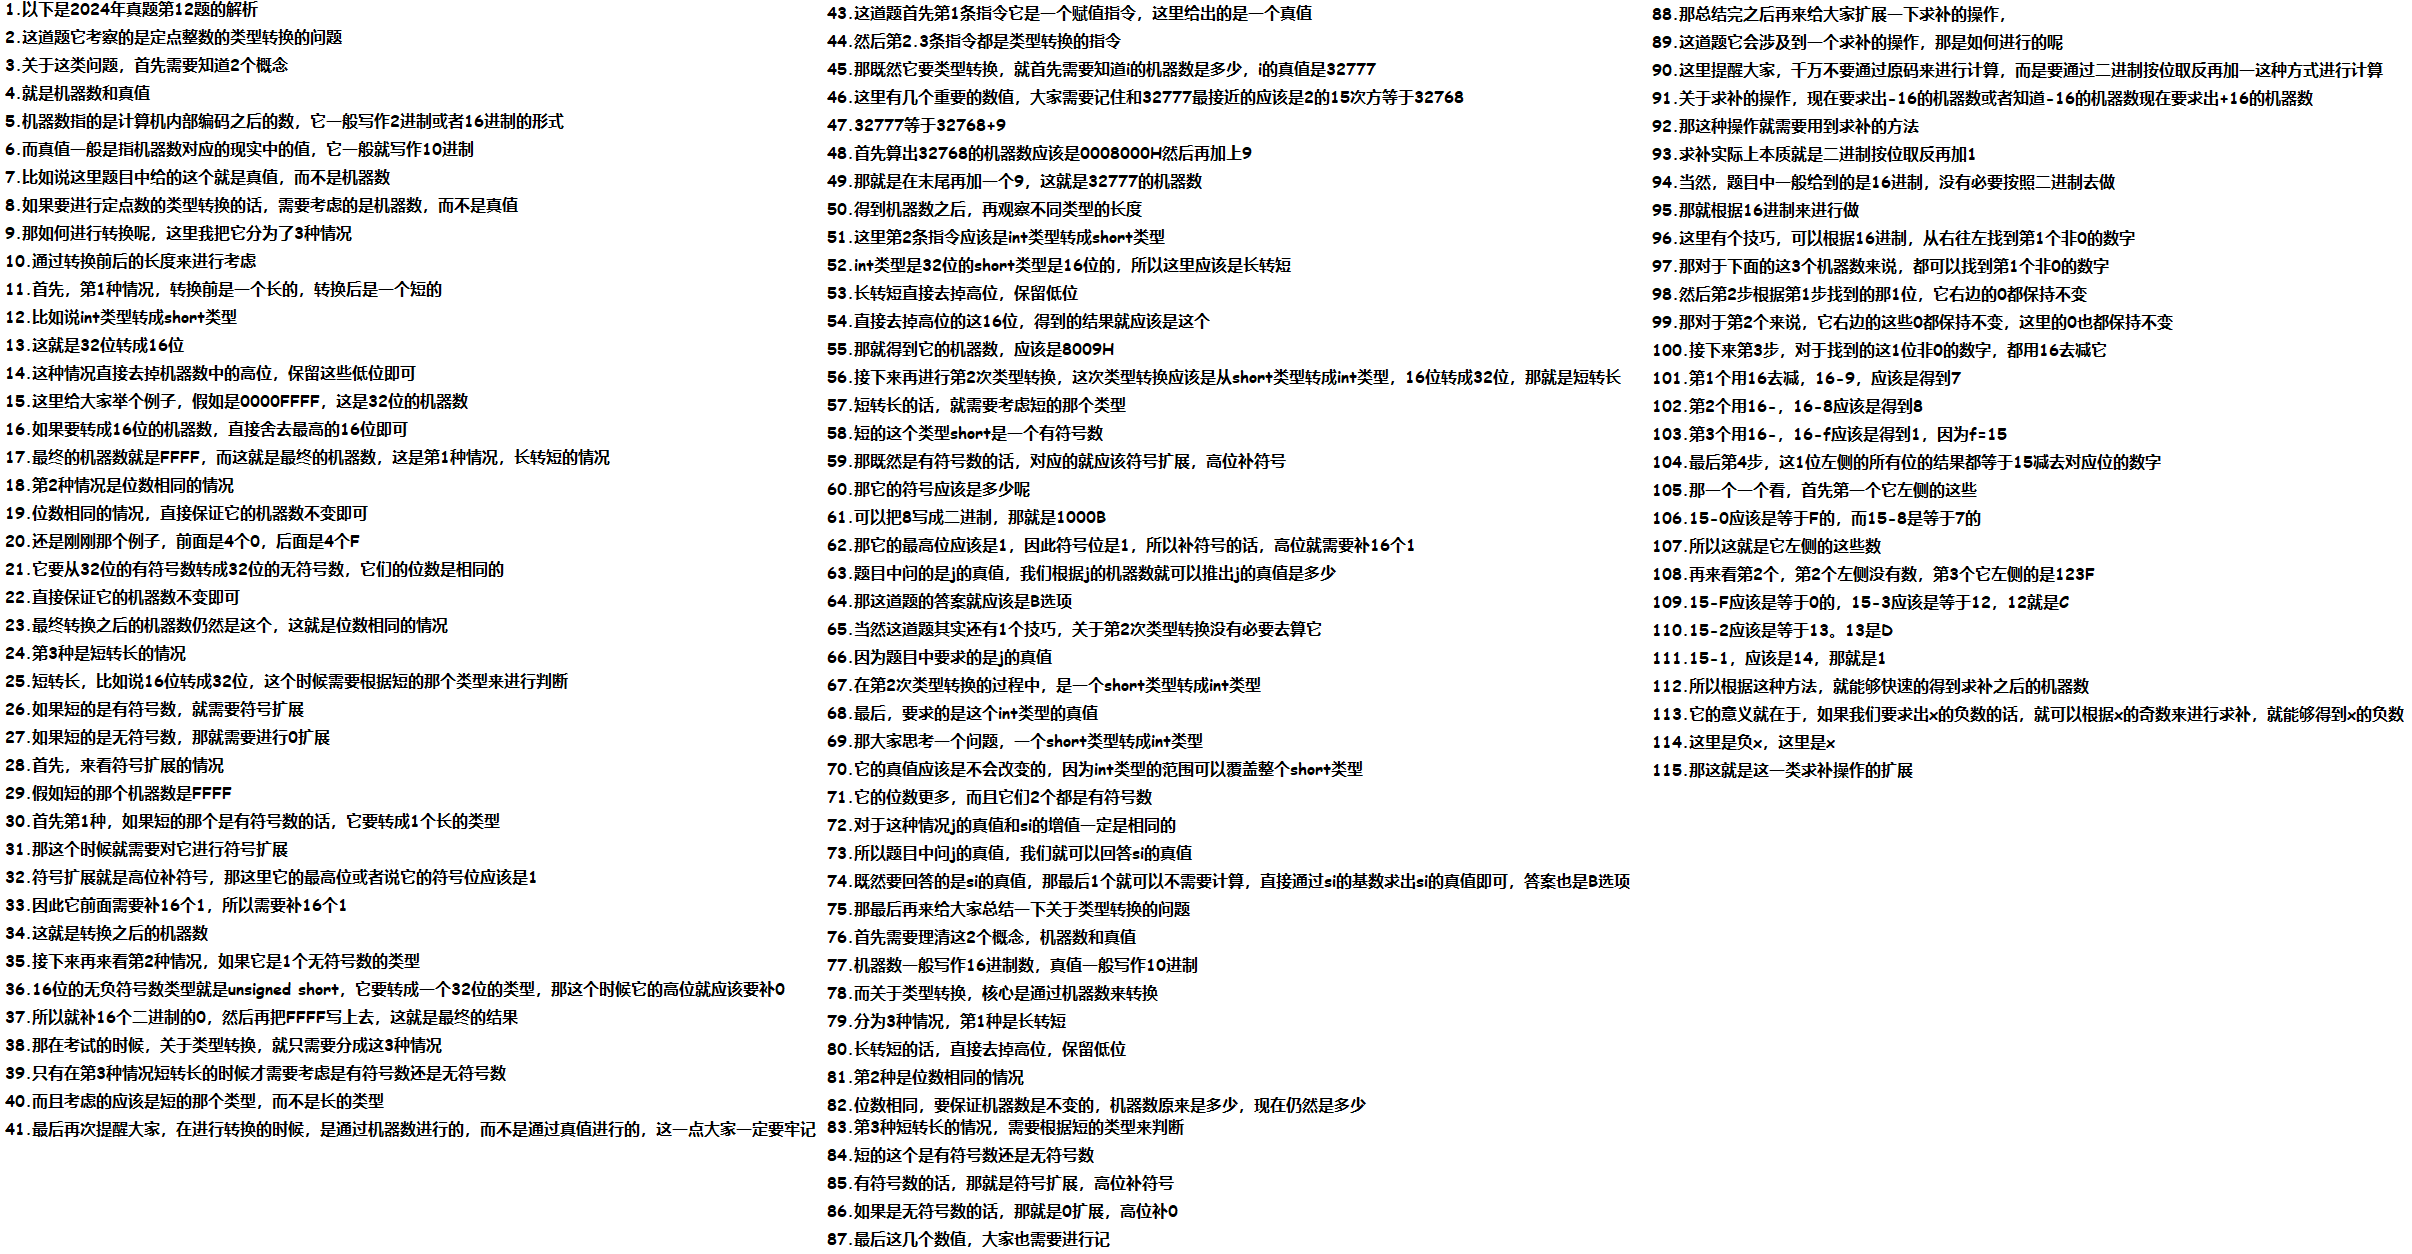 1.以下是2024年真题第12题的解析
2.这道题它考察的是定点整数的类型转换的问题
3.关于这类问题，首先需要知道2个概念
4.就是机器数和真值
5.机器数指的是计算机内部编码之后的数，它一般写作2进制或者16进制的形式
6.而真值一般是指机器数对应的现实中的值，它一般就写作10进制
7.比如说这里题目中给的这个就是真值，而不是机器数
8.如果要进行定点数的类型转换的话，需要考虑的是机器数，而不是真值
9.那如何进行转换呢，这里我把它分为了3种情况
10.通过转换前后的长度来进行考虑
11.首先，第1种情况，转换前是一个长的，转换后是一个短的
12.比如说int类型转成short类型
13.这就是32位转成16位
14.这种情况直接去掉机器数中的高位，保留这些低位即可
15.这里给大家举个例子，假如是0000FFFF，这是32位的机器数
16.如果要转成16位的机器数，直接舍去最高的16位即可
17.最终的机器数就是FFFF，而这就是最终的机器数，这是第1种情况，长转短的情况
18.第2种情况是位数相同的情况
19.位数相同的情况，直接保证它的机器数不变即可
20.还是刚刚那个例子，前面是4个0，后面是4个F
21.它要从32位的有符号数转成32位的无符号数，它们的位数是相同的
22.直接保证它的机器数不变即可
23.最终转换之后的机器数仍然是这个，这就是位数相同的情况
24.第3种是短转长的情况
25.短转长，比如说16位转成32位，这个时候需要根据短的那个类型来进行判断
26.如果短的是有符号数，就需要符号扩展
27.如果短的是无符号数，那就需要进行0扩展
28.首先，来看符号扩展的情况
29.假如短的那个机器数是FFFF
30.首先第1种，如果短的那个是有符号数的话，它要转成1个长的类型
31.那这个时候就需要对它进行符号扩展
32.符号扩展就是高位补符号，那这里它的最高位或者说它的符号位应该是1
33.因此它前面需要补16个1，所以需要补16个1
34.这就是转换之后的机器数
35.接下来再来看第2种情况，如果它是1个无符号数的类型
36.16位的无负符号数类型就是unsigned short，它要转成一个32位的类型，那这个时候它的高位就应该要补0
37.所以就补16个二进制的0，然后再把FFFF写上去，这就是最终的结果
38.那在考试的时候，关于类型转换，就只需要分成这3种情况
39.只有在第3种情况短转长的时候才需要考虑是有符号数还是无符号数
40.而且考虑的应该是短的那个类型，而不是长的类型
41.最后再次提醒大家，在进行转换的时候，是通过机器数进行的，而不是通过真值进行的，这一点大家一定要牢记
43.这道题首先第1条指令它是一个赋值指令，这里给出的是一个真值
44.然后第2.3条指令都是类型转换的指令
45.那既然它要类型转换，就首先需要知道i的机器数是多少，i的真值是32777
46.这里有几个重要的数值，大家需要记住和32777最接近的应该是2的15次方等于32768
47.32777等于32768+9
48.首先算出32768的机器数应该是0008000H然后再加上9
49.那就是在末尾再加一个9，这就是32777的机器数
50.得到机器数之后，再观察不同类型的长度
51.这里第2条指令应该是int类型转成short类型
52.int类型是32位的short类型是16位的，所以这里应该是长转短
53.长转短直接去掉高位，保留低位
54.直接去掉高位的这16位，得到的结果就应该是这个
55.那就得到它的机器数，应该是8009H
56.接下来再进行第2次类型转换，这次类型转换应该是从short类型转成int类型，16位转成32位，那就是短转长
57.短转长的话，就需要考虑短的那个类型
58.短的这个类型short是一个有符号数
59.那既然是有符号数的话，对应的就应该符号扩展，高位补符号
60.那它的符号应该是多少呢
61.可以把8写成二进制，那就是1000B
62.那它的最高位应该是1，因此符号位是1，所以补符号的话，高位就需要补16个1
63.题目中问的是j的真值，我们根据j的机器数就可以推出j的真值是多少
64.那这道题的答案就应该是B选项
65.当然这道题其实还有1个技巧，关于第2次类型转换没有必要去算它
66.因为题目中要求的是j的真值
67.在第2次类型转换的过程中，是一个short类型转成int类型
68.最后，要求的是这个int类型的真值
69.那大家思考一个问题，一个short类型转成int类型
70.它的真值应该是不会改变的，因为int类型的范围可以覆盖整个short类型
71.它的位数更多，而且它们2个都是有符号数
72.对于这种情况j的真值和si的增值一定是相同的
73.所以题目中问j的真值，我们就可以回答si的真值
74.既然要回答的是si的真值，那最后1个就可以不需要计算，直接通过si的基数求出si的真值即可，答案也是B选项
75.那最后再来给大家总结一下关于类型转换的问题
76.首先需要理清这2个概念，机器数和真值
77.机器数一般写作16进制数，真值一般写作10进制
78.而关于类型转换，核心是通过机器数来转换
79.分为3种情况，第1种是长转短
80.长转短的话，直接去掉高位，保留低位
81.第2种是位数相同的情况
82.位数相同，要保证机器数是不变的，机器数原来是多少，现在仍然是多少
83.第3种短转长的情况，需要根据短的类型来判断
84.短的这个是有符号数还是无符号数
85.有符号数的话，那就是符号扩展，高位补符号
86.如果是无符号数的话，那就是0扩展，高位补0
87.最后这几个数值，大家也需要进行记
88.那总结完之后再来给大家扩展一下求补的操作，
89.这道题它会涉及到一个求补的操作，那是如何进行的呢
90.这里提醒大家，千万不要通过原码来进行计算，而是要通过二进制按位取反再加一这种方式进行计算
91.关于求补的操作，现在要求出-16的机器数或者知道-16的机器数现在要求出+16的机器数
92.那这种操作就需要用到求补的方法
93.求补实际上本质就是二进制按位取反再加1
94.当然，题目中一般给到的是16进制，没有必要按照二进制去做
95.那就根据16进制来进行做
96.这里有个技巧，可以根据16进制，从右往左找到第1个非0的数字
97.那对于下面的这3个机器数来说，都可以找到第1个非0的数字
98.然后第2步根据第1步找到的那1位，它右边的0都保持不变
99.那对于第2个来说，它右边的这些0都保持不变，这里的0也都保持不变
100.接下来第3步，对于找到的这1位非0的数字，都用16去减它
101.第1个用16去减，16-9，应该是得到7
102.第2个用16-，16-8应该是得到8
103.第3个用16-，16-f应该是得到1，因为f=15
104.最后第4步，这1位左侧的所有位的结果都等于15减去对应位的数字
105.那一个一个看，首先第一个它左侧的这些
106.15-0应该是等于F的，而15-8是等于7的
107.所以这就是它左侧的这些数
108.再来看第2个，第2个左侧没有数，第3个它左侧的是123F
109.15-F应该是等于0的，15-3应该是等于12，12就是C
110.15-2应该是等于13。13是D
111.15-1，应该是14，那就是1
112.所以根据这种方法，就能够快速的得到求补之后的机器数
113.它的意义就在于，如果我们要求出x的负数的话，就可以根据x的奇数来进行求补，就能够得到x的负数
114.这里是负x，这里是x
115.那这就是这一类求补操作的扩展